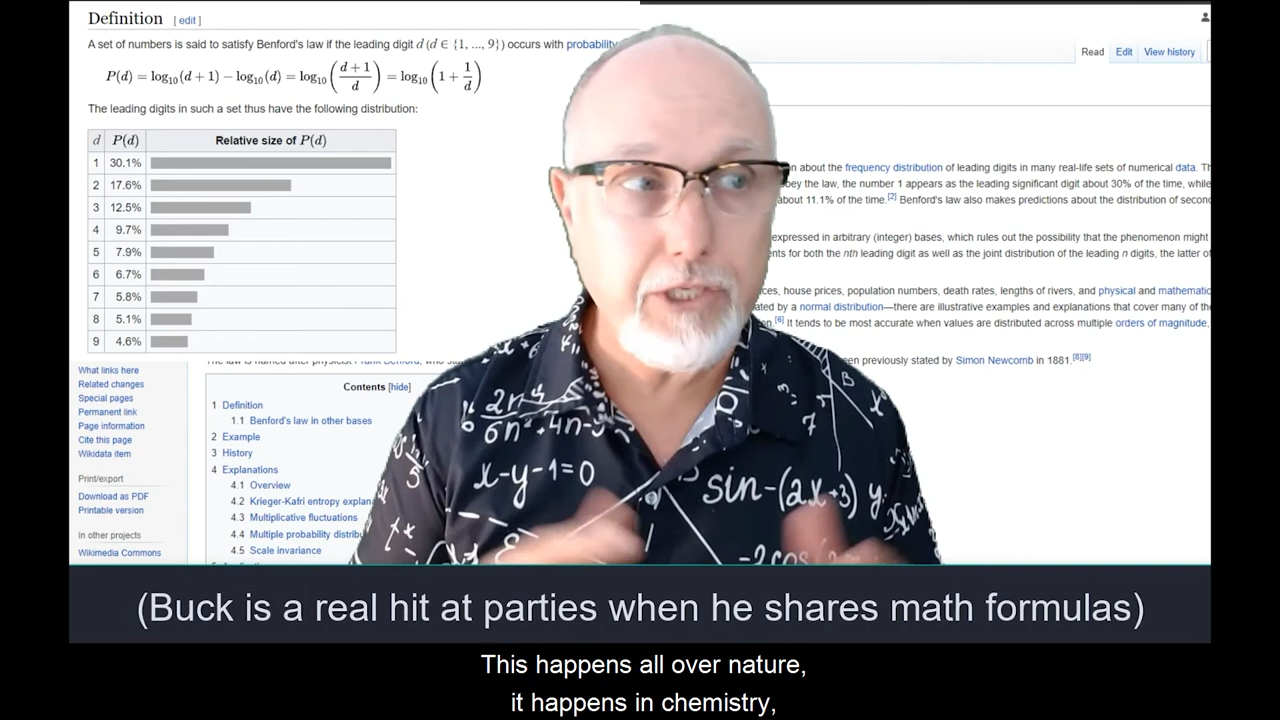 Definition [ edit ]
A set of numbers is said to satisfy Benford's law if the leading digit d (d ∈ {1, ..., 9}) occurs with probability
P(d) = log₁₀(d + 1) − log₁₀(d) = log₁₀((d + 1)/d) = log₁₀(1 + 1/d)
The leading digits in such a set thus have the following distribution:
d P(d) Relative size of P(d)
1 30.1%
2 17.6%
3 12.5%
4 9.7%
5 7.9%
6 6.7%
7 5.8%
8 5.1%
9 4.6%
Read Edit View history
n about the frequency distribution of leading digits in many real-life sets of numerical data. Th
bey the law, the number 1 appears as the leading significant digit about 30% of the time, while
about 11.1% of the time.[2] Benford's law also makes predictions about the distribution of secon
expressed in arbitrary (integer) bases, which rules out the possibility that the phenomenon might
nts for both the nth leading digit as well as the joint distribution of the leading n digits, the latter of
ces, house prices, population numbers, death rates, lengths of rivers, and physical and mathematic
ated by a normal distribution—there are illustrative examples and explanations that cover many of the
on.[6] It tends to be most accurate when values are distributed across multiple orders of magnitude,
een previously stated by Simon Newcomb in 1881.[8][9]
What links here
Related changes
Special pages
Permanent link
Page information
Cite this page
Wikidata item
Print/export
Download as PDF
Printable version
In other projects
Wikimedia Commons
Contents [hide]
1 Definition
1.1 Benford's law in other bases
2 Example
3 History
4 Explanations
4.1 Overview
4.2 Krieger-Kafri entropy explana
4.3 Multiplicative fluctuations
4.4 Multiple probability distribu
4.5 Scale invariance
x-y-1=0
sin-(2x+3) y
(Buck is a real hit at parties when he shares math formulas)
This happens all over nature,
it happens in chemistry,